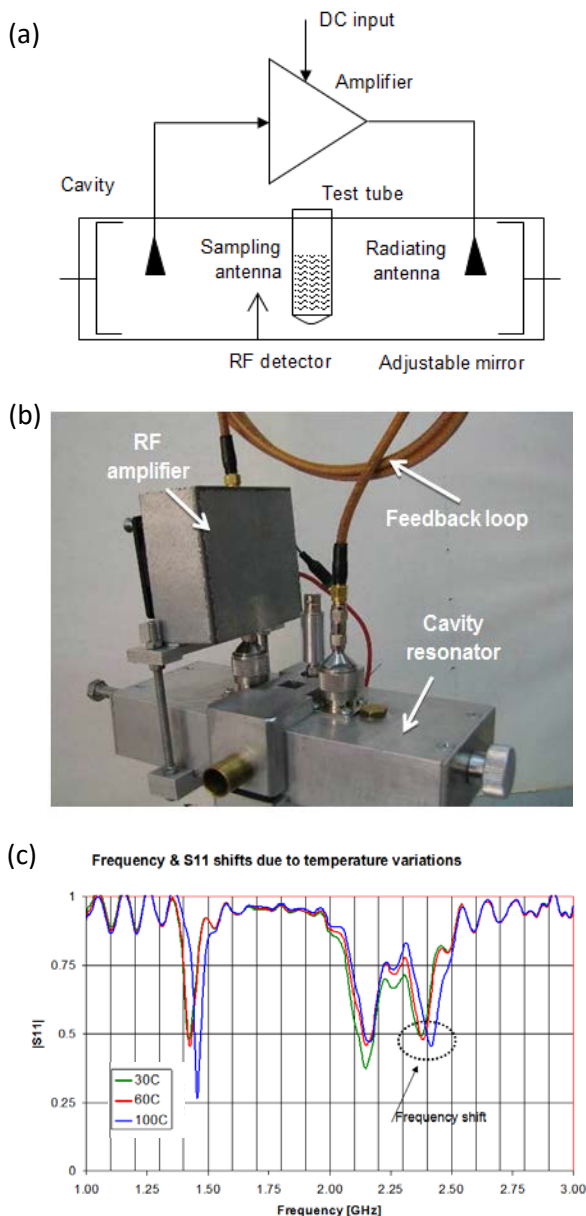 (a)
DC input
Amplifier
Cavity
Test tube
Sampling
antenna
Radiating
antenna
RF detector
Adjustable mirror
(b)
RF
amplifier
Feedback loop
Cavity
resonator
(c)
Frequency & S11 shifts due to temperature variations
1
0.75
0.5
0.25
0
|S11|
30C
60C
100C
Frequency shift
1.00
1.25
1.50
1.75
2.00
2.25
2.50
2.75
3.00
Frequency [GHz]